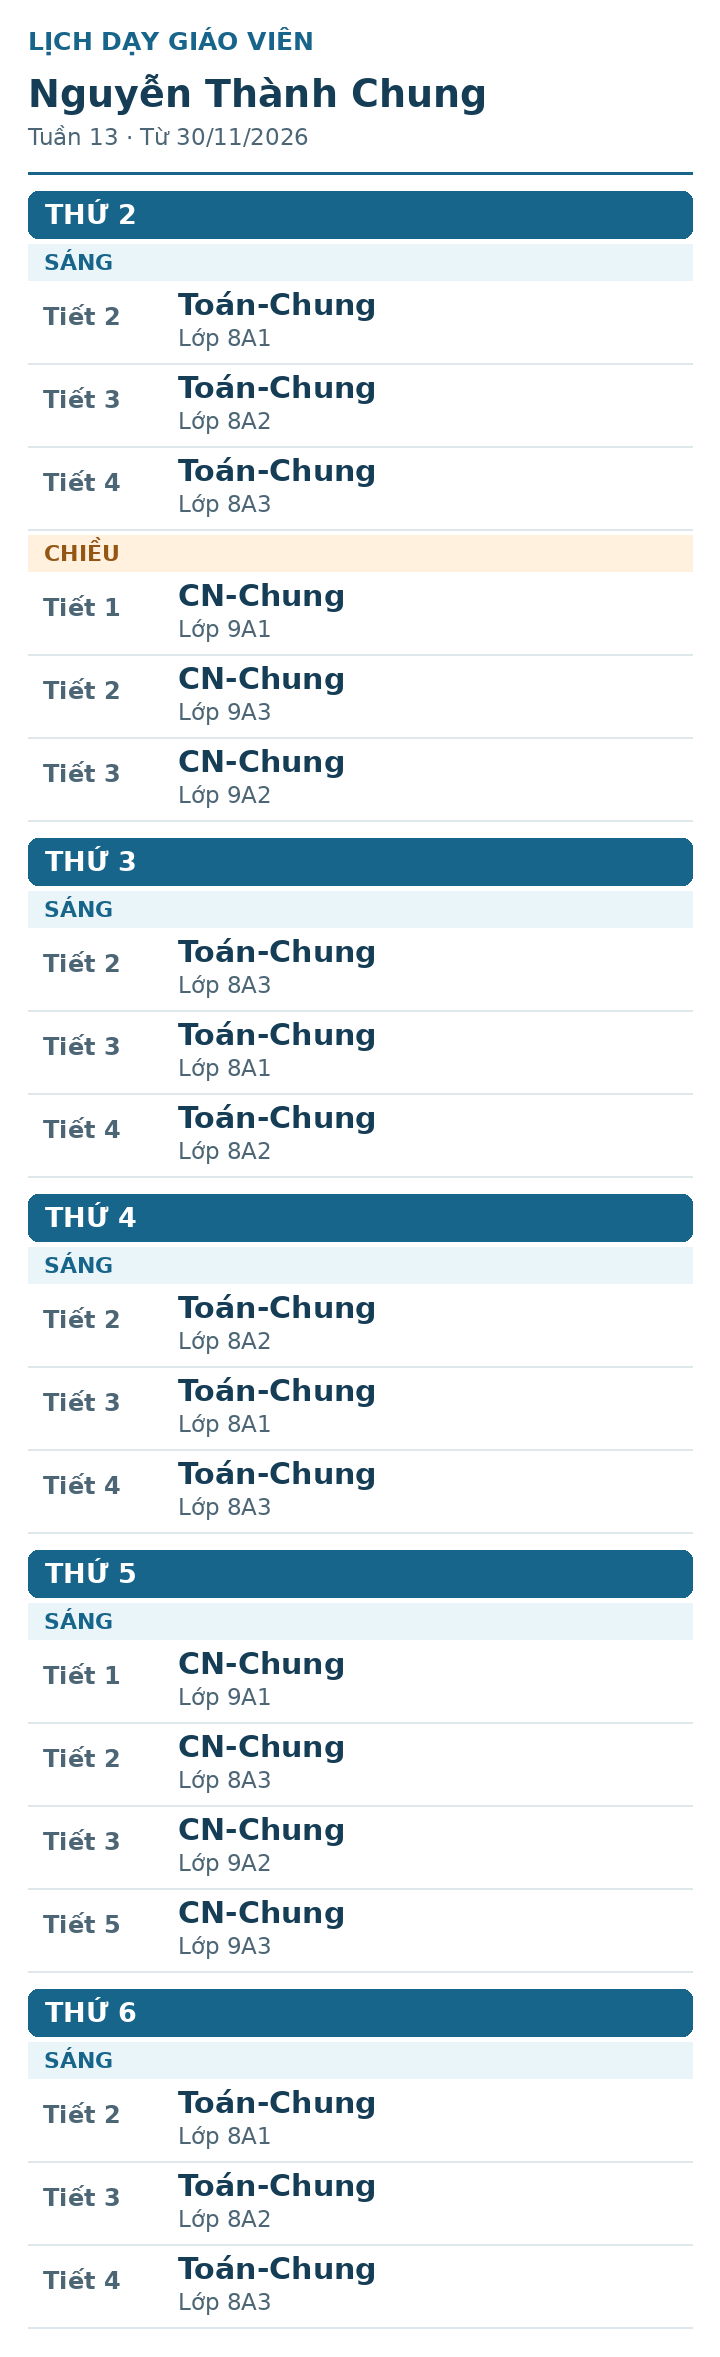 LỊCH DẠY GIÁO VIÊN
Nguyễn Thành Chung
Tuần 13 · Từ 30/11/2026
THỨ 2
SÁNG
Tiết 2 Toán-Chung
Lớp 8A1
Tiết 3 Toán-Chung
Lớp 8A2
Tiết 4 Toán-Chung
Lớp 8A3
CHIỀU
Tiết 1 CN-Chung
Lớp 9A1
Tiết 2 CN-Chung
Lớp 9A3
Tiết 3 CN-Chung
Lớp 9A2
THỨ 3
SÁNG
Tiết 2 Toán-Chung
Lớp 8A3
Tiết 3 Toán-Chung
Lớp 8A1
Tiết 4 Toán-Chung
Lớp 8A2
THỨ 4
SÁNG
Tiết 2 Toán-Chung
Lớp 8A2
Tiết 3 Toán-Chung
Lớp 8A1
Tiết 4 Toán-Chung
Lớp 8A3
THỨ 5
SÁNG
Tiết 1 CN-Chung
Lớp 9A1
Tiết 2 CN-Chung
Lớp 8A3
Tiết 3 CN-Chung
Lớp 9A2
Tiết 5 CN-Chung
Lớp 9A3
THỨ 6
SÁNG
Tiết 2 Toán-Chung
Lớp 8A1
Tiết 3 Toán-Chung
Lớp 8A2
Tiết 4 Toán-Chung
Lớp 8A3